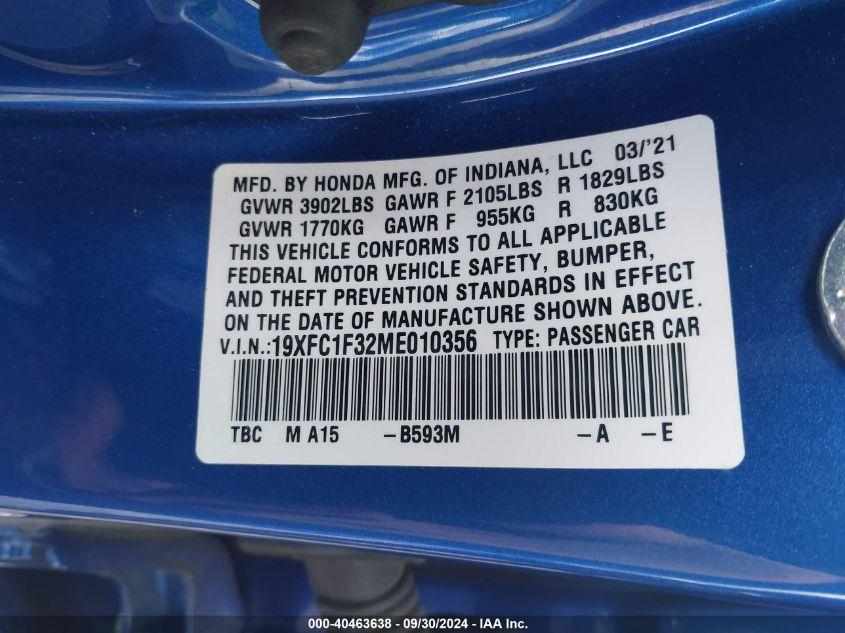 MFD. BY HONDA MFG. OF INDIANA, LLC 03/'21
GVWR 3902LBS GAWR F 2105LBS R 1829LBS
GVWR 1770KG GAWR F 955KG R 830KG
THIS VEHICLE CONFORMS TO ALL APPLICABLE
FEDERAL MOTOR VEHICLE SAFETY, BUMPER,
AND THEFT PREVENTION STANDARDS IN EFFECT
ON THE DATE OF MANUFACTURE SHOWN ABOVE.
V.I.N.:19XFC1F32ME010356 TYPE: PASSENGER CAR
TBC M A15 -B593M -A -E
000-40463638 - 09/30/2024 - IAA Inc.